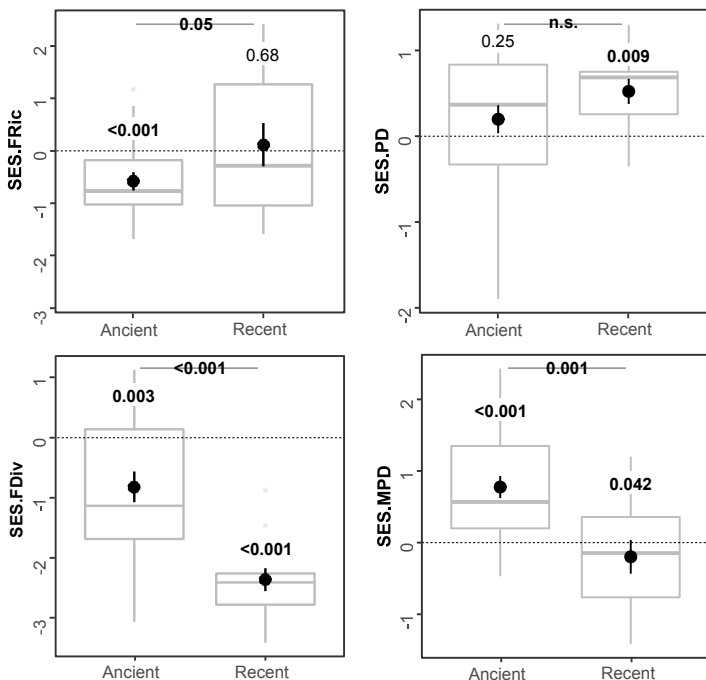 0.05
0.68
<0.001
SES.FRic
2
1
0
-1
-2
-3
Ancient
Recent
n.s.
0.25
0.009
SES.PD
1
0
-1
-2
Ancient
Recent
<0.001
0.003
<0.001
SES.FDiv
1
0
-1
-2
-3
Ancient
Recent
0.001
<0.001
0.042
SES.MPD
2
1
0
-1
Ancient
Recent